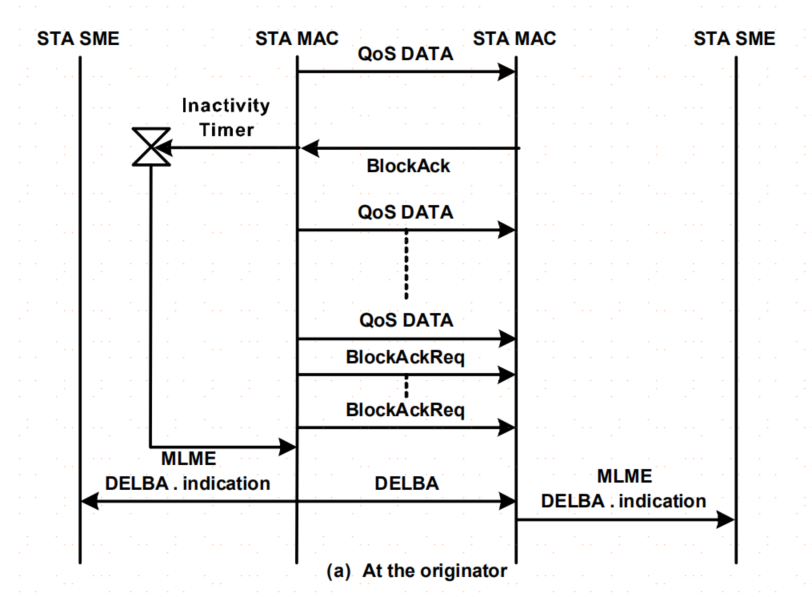 STA SME
STA MAC
STA MAC
STA SME
QoS DATA
Inactivity
Timer
BlockAck
QoS DATA
QoS DATA
BlockAckReq
BlockAckReq
MLME
DELBA . indication
DELBA
MLME
DELBA . indication
(a) At the originator